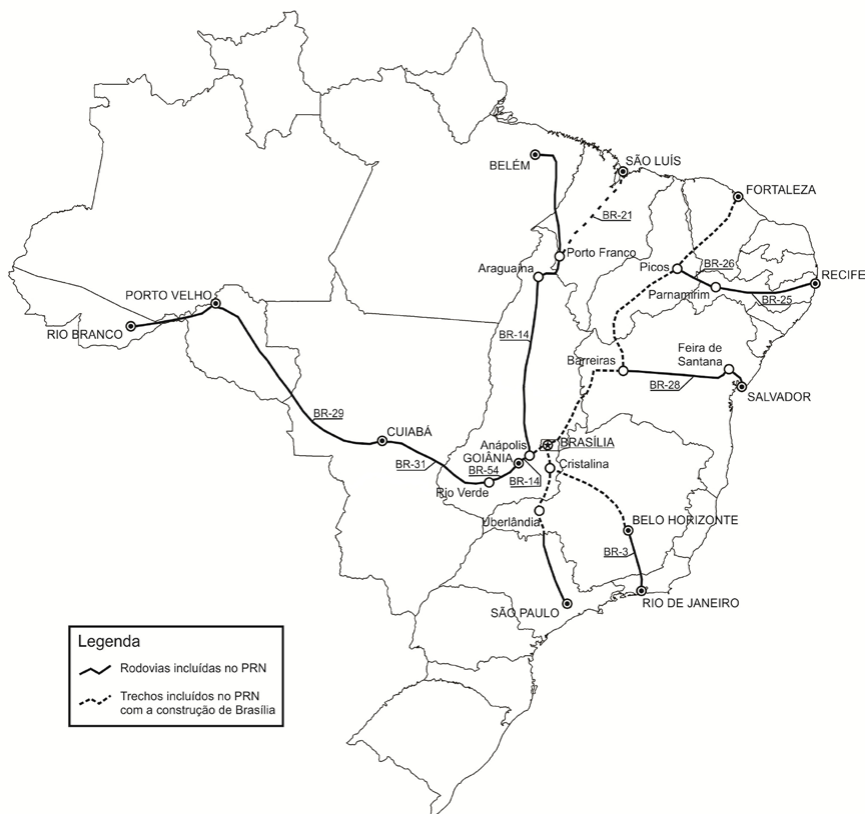 BELÉM
SÃO LUÍS
FORTALEZA
BR-21
Porto Franco
Araguaína
Picos
BR-26
RECIFE
Parnamirim
BR-25
PORTO VELHO
RIO BRANCO
BR-14
Barreiras
Feira de
Santana
BR-28
SALVADOR
BR-29
CUIABÁ
Anápolis
BRASÍLIA
GOIÂNIA
BR-31
BR-54
BR-14
Cristalina
Rio Verde
Uberlândia
BELO HORIZONTE
BR-3
SÃO PAULO
RIO DE JANEIRO
Legenda
Rodovias incluídas no PRN
Trechos incluídos no PRN
com a construção de Brasília